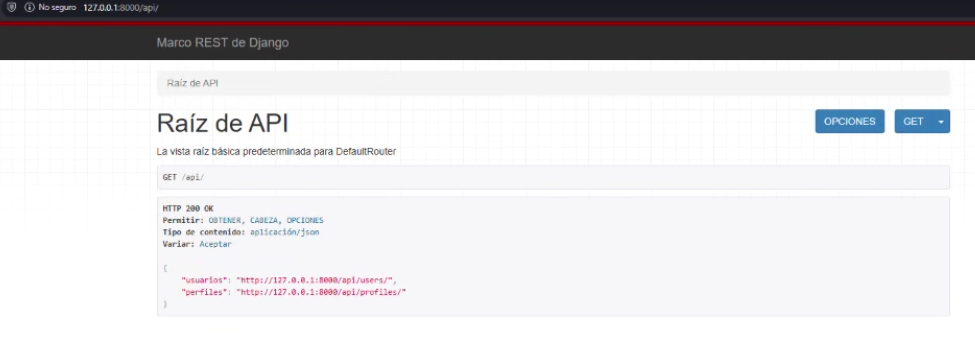 No seguro 127.0.0.1:8000/api/
Marco REST de Django
Raíz de API
Raíz de API
OPCIONES GET
La vista raíz básica predeterminada para DefaultRouter
GET /api/
HTTP 200 OK
Permitir: OBTENER, CABEZA, OPCIONES
Tipo de contenido: aplicación/json
Variar: Aceptar
{
"usuarios": "http://127.0.0.1:8000/api/users/",
"perfiles": "http://127.0.0.1:8000/api/profiles/"
}